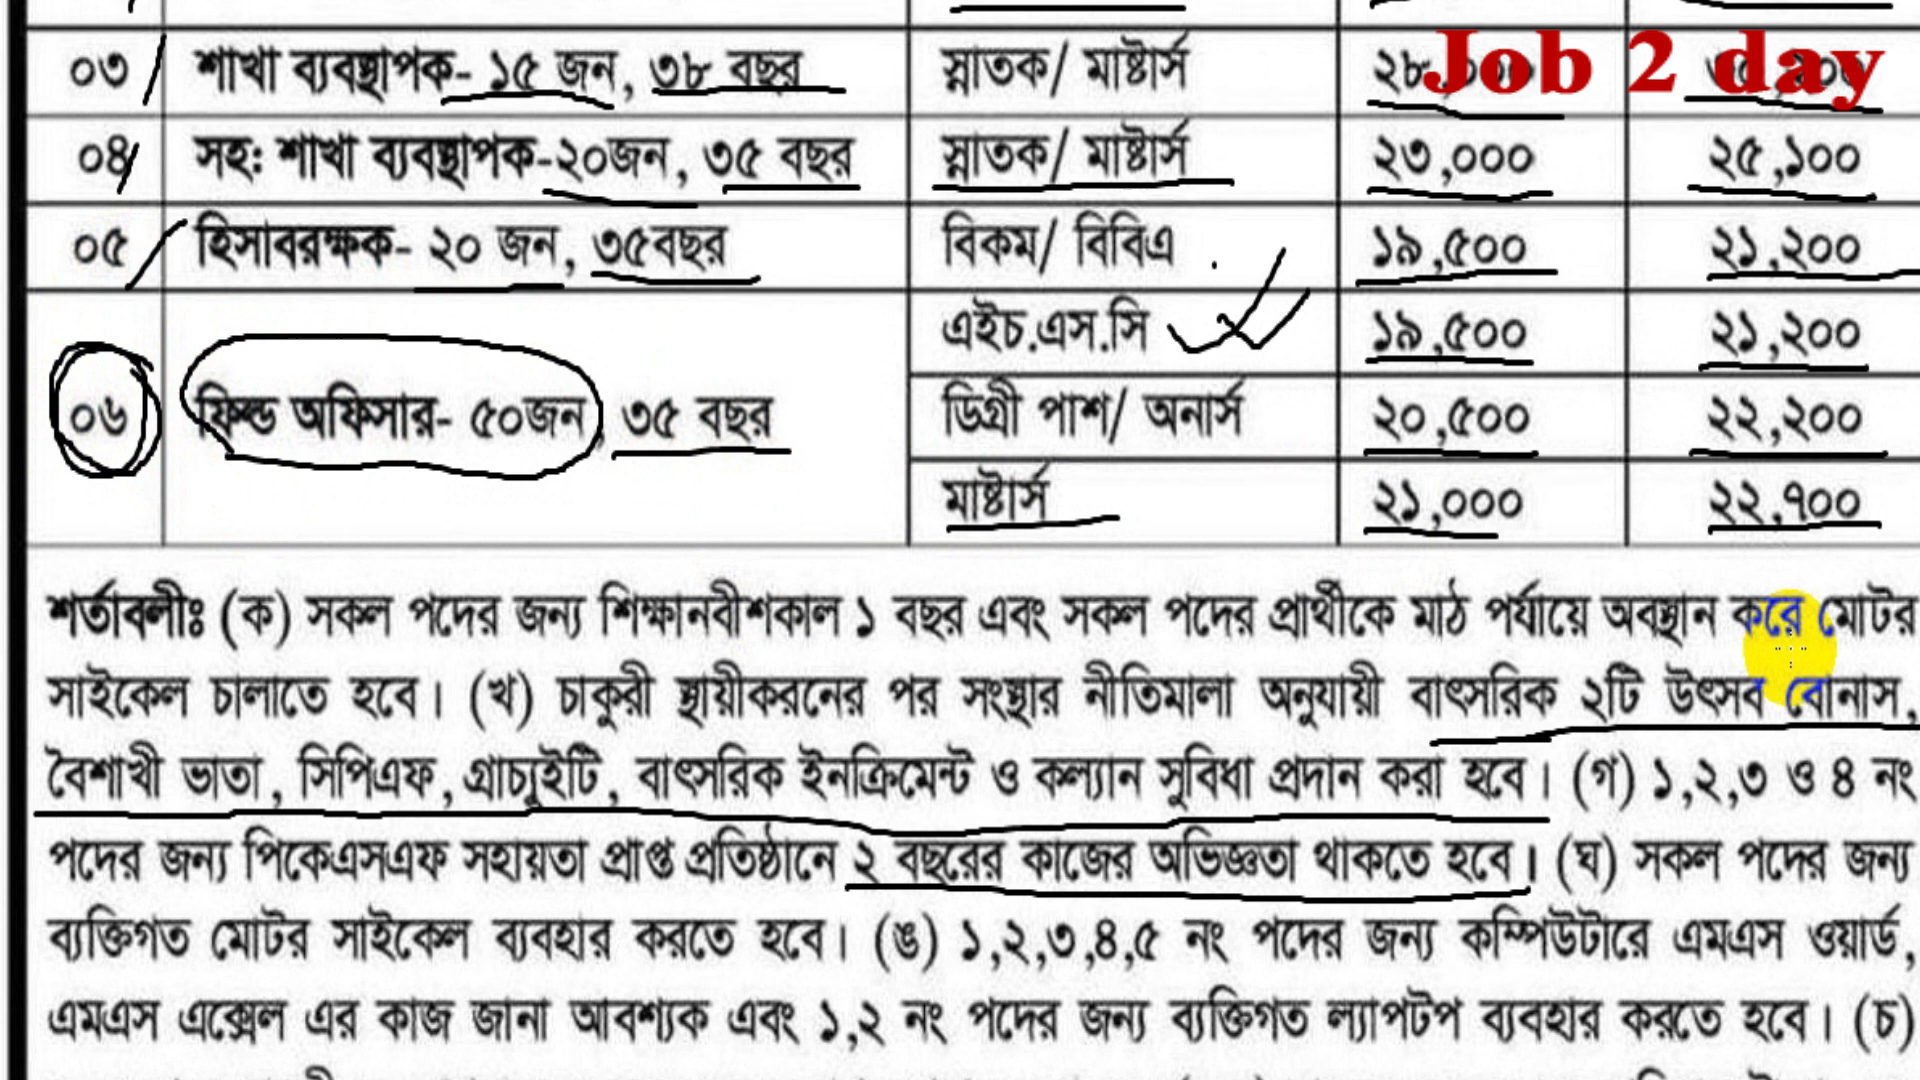 Job 2 day
০৩ শাখা ব্যবস্থাপক- ১৫ জন, ৩৮ বছর স্নাতক/ মাষ্টার্স
০৪ সহ: শাখা ব্যবস্থাপক-২০জন, ৩৫ বছর স্নাতক/ মাষ্টার্স ২৩,০০০ ২৫,১০০
০৫ হিসাবরক্ষক- ২০ জন, ৩৫বছর বিকম/ বিবিএ ১৯,৫০০ ২১,২০০
এইচ.এস.সি ১৯,৫০০ ২১,২০০
০৬ ফিল্ড অফিসার- ৫০জন, ৩৫ বছর ডিগ্রী পাশ/ অনার্স ২০,৫০০ ২২,২০০
মাষ্টার্স ২১,০০০ ২২,৭০০
শর্তাবলীঃ (ক) সকল পদের জন্য শিক্ষানবীশকাল ১ বছর এবং সকল পদের প্রার্থীকে মাঠ পর্যায়ে অবস্থান করে মোটর
সাইকেল চালাতে হবে। (খ) চাকুরী স্থায়ীকরনের পর সংস্থার নীতিমালা অনুযায়ী বাৎসরিক ২টি উৎসব বোনাস,
বৈশাখী ভাতা, সিপিএফ, গ্রাচ্যুইটি, বাৎসরিক ইনক্রিমেন্ট ও কল্যান সুবিধা প্রদান করা হবে। (গ) ১,২,৩ ও ৪ নং
পদের জন্য পিকেএসএফ সহায়তা প্রাপ্ত প্রতিষ্ঠানে ২ বছরের কাজের অভিজ্ঞতা থাকতে হবে। (ঘ) সকল পদের জন্য
ব্যক্তিগত মোটর সাইকেল ব্যবহার করতে হবে। (ঙ) ১,২,৩,৪,৫ নং পদের জন্য কম্পিউটারে এমএস ওয়ার্ড,
এমএস এক্সেল এর কাজ জানা আবশ্যক এবং ১,২ নং পদের জন্য ব্যক্তিগত ল্যাপটপ ব্যবহার করতে হবে। (চ)